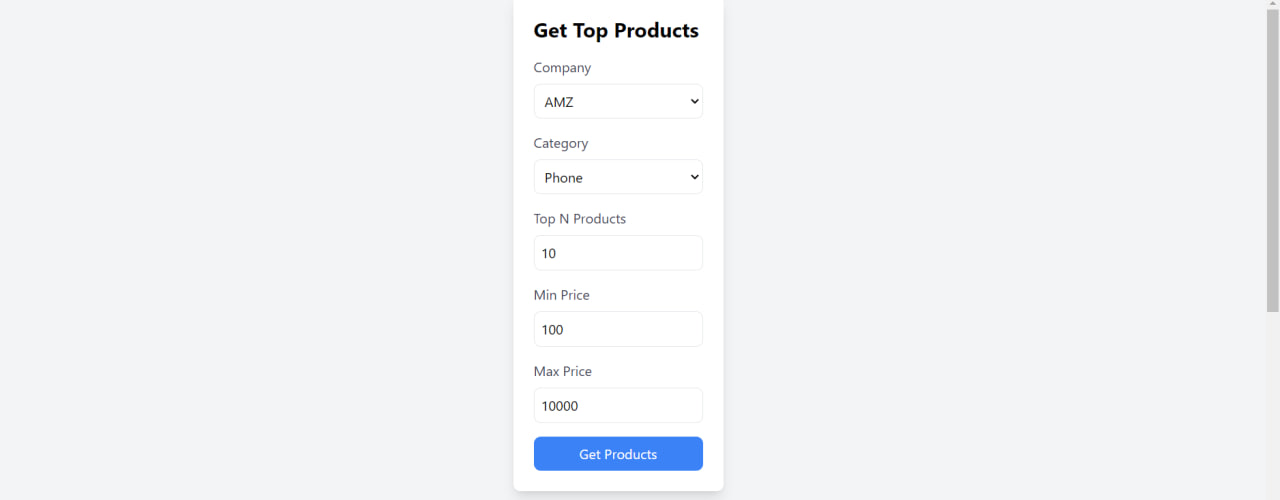 Get Top Products
Company
AMZ
Category
Phone
Top N Products
10
Min Price
100
Max Price
10000
Get Products